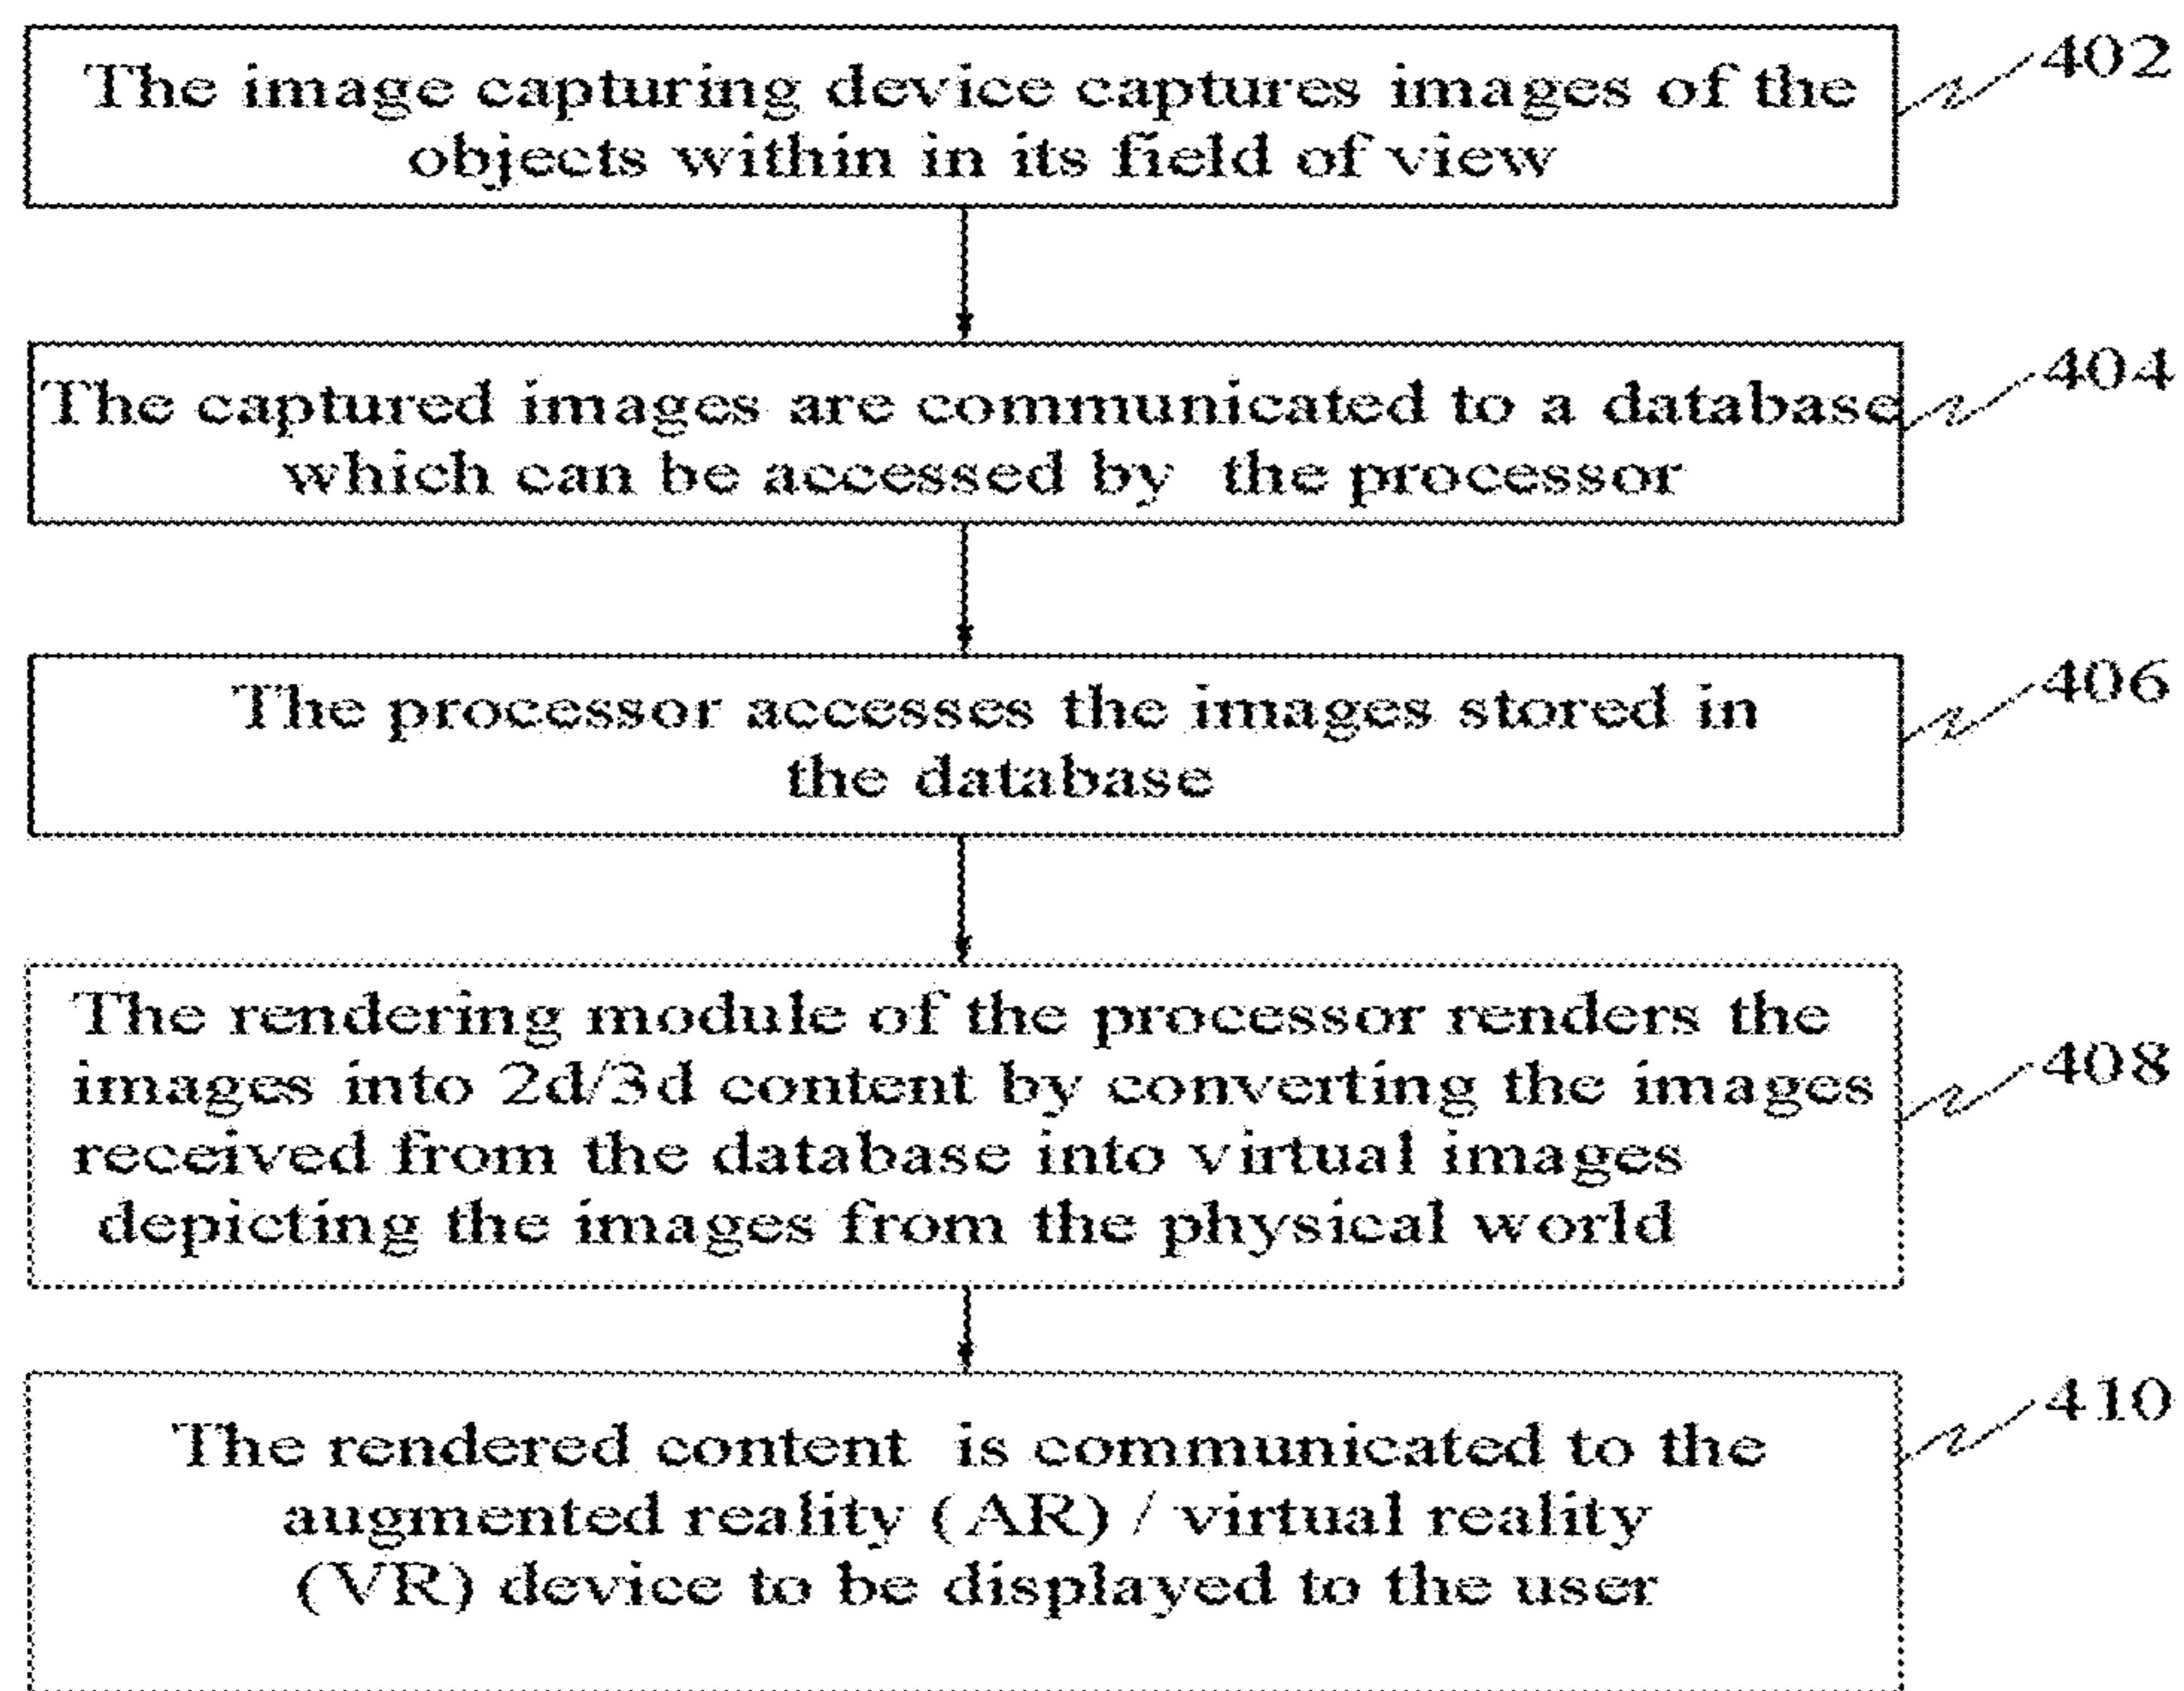 The image capturing device captures images of the
objects within in its field of view
402
The captured images are communicated to a database
which can be accessed by the processor
404
The processor accesses the images stored in
the database
406
The rendering module of the processor renders the
images into 2d/3d content by converting the images
received from the database into virtual images
depicting the images from the physical world
408
The rendered content is communicated to the
augmented reality (AR) / virtual reality
(VR) device to be displayed to the user
410